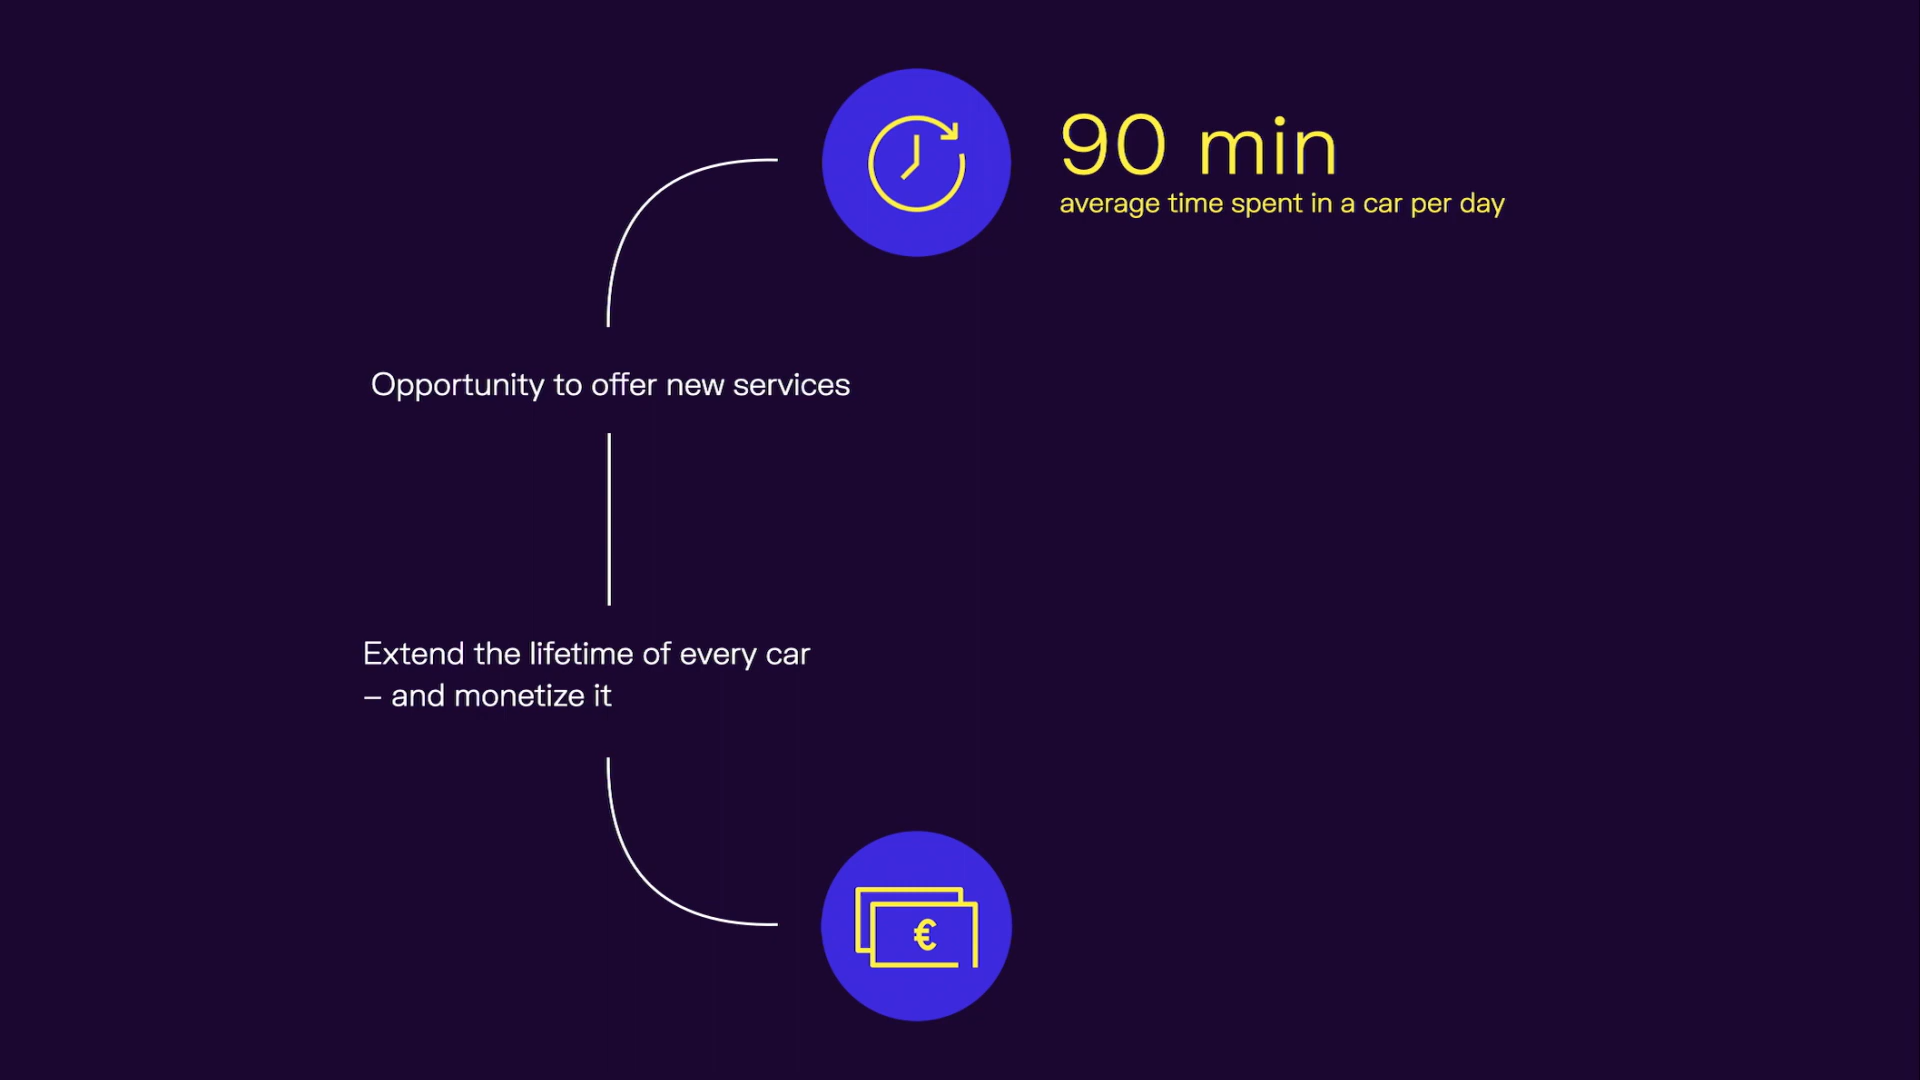 90 min
average time spent in a car per day
Opportunity to offer new services
Extend the lifetime of every car
– and monetize it
€